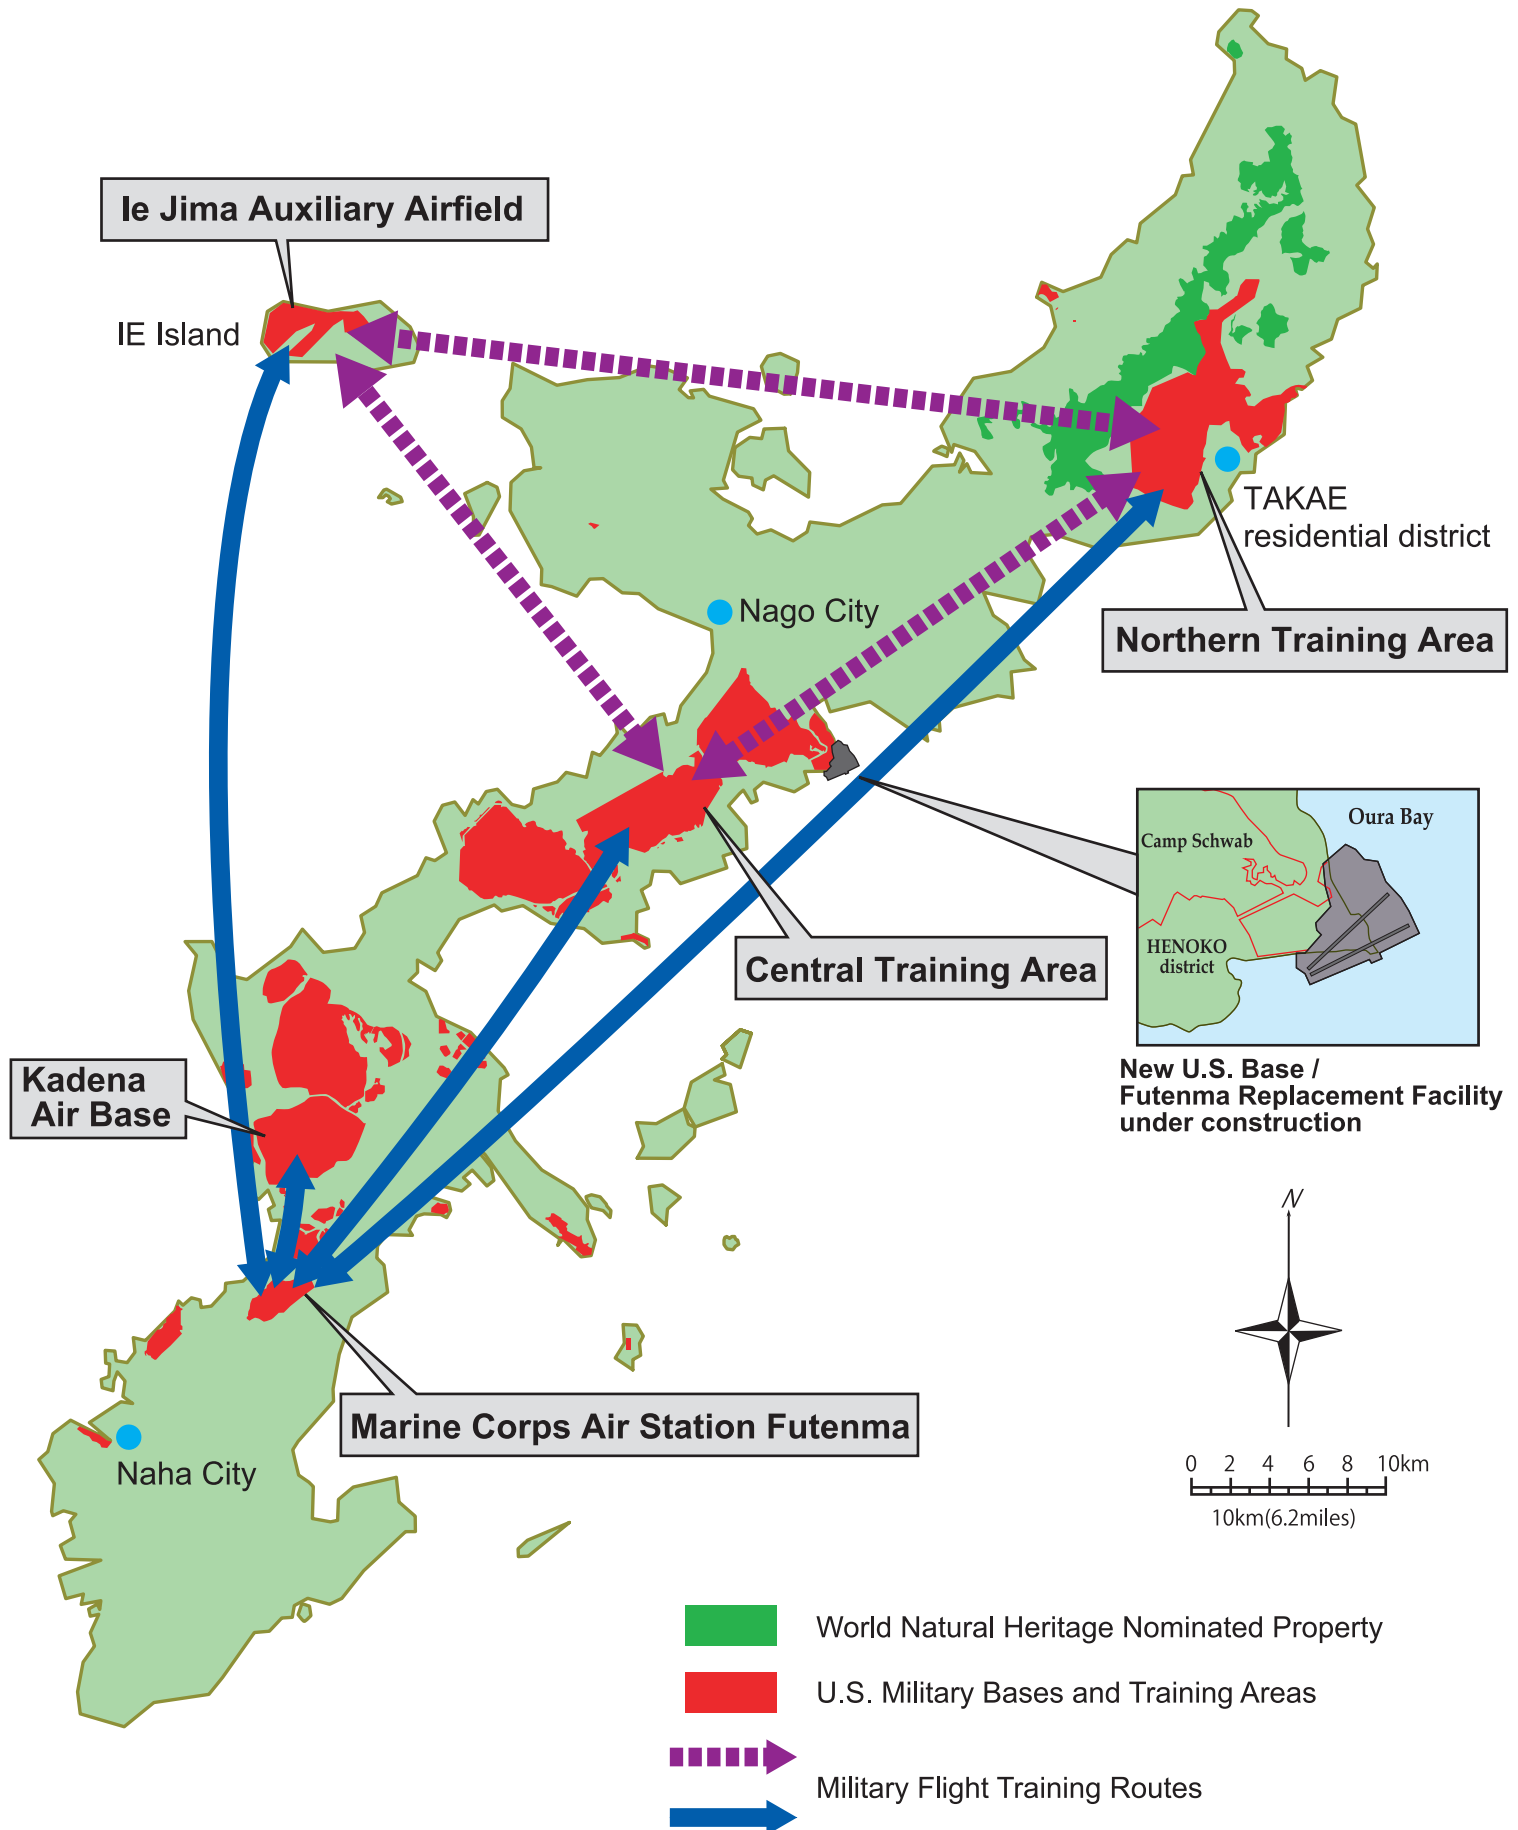 Ie Jima Auxiliary Airfield
IE Island
TAKAE
residential district
Nago City
Northern Training Area
Oura Bay
Camp Schwab
HENOKO
district
Central Training Area
New U.S. Base /
Futenma Replacement Facility
under construction
Kadena
Air Base
N
Marine Corps Air Station Futenma
Naha City
0 2 4 6 8 10km
10km(6.2miles)
World Natural Heritage Nominated Property
U.S. Military Bases and Training Areas
Military Flight Training Routes